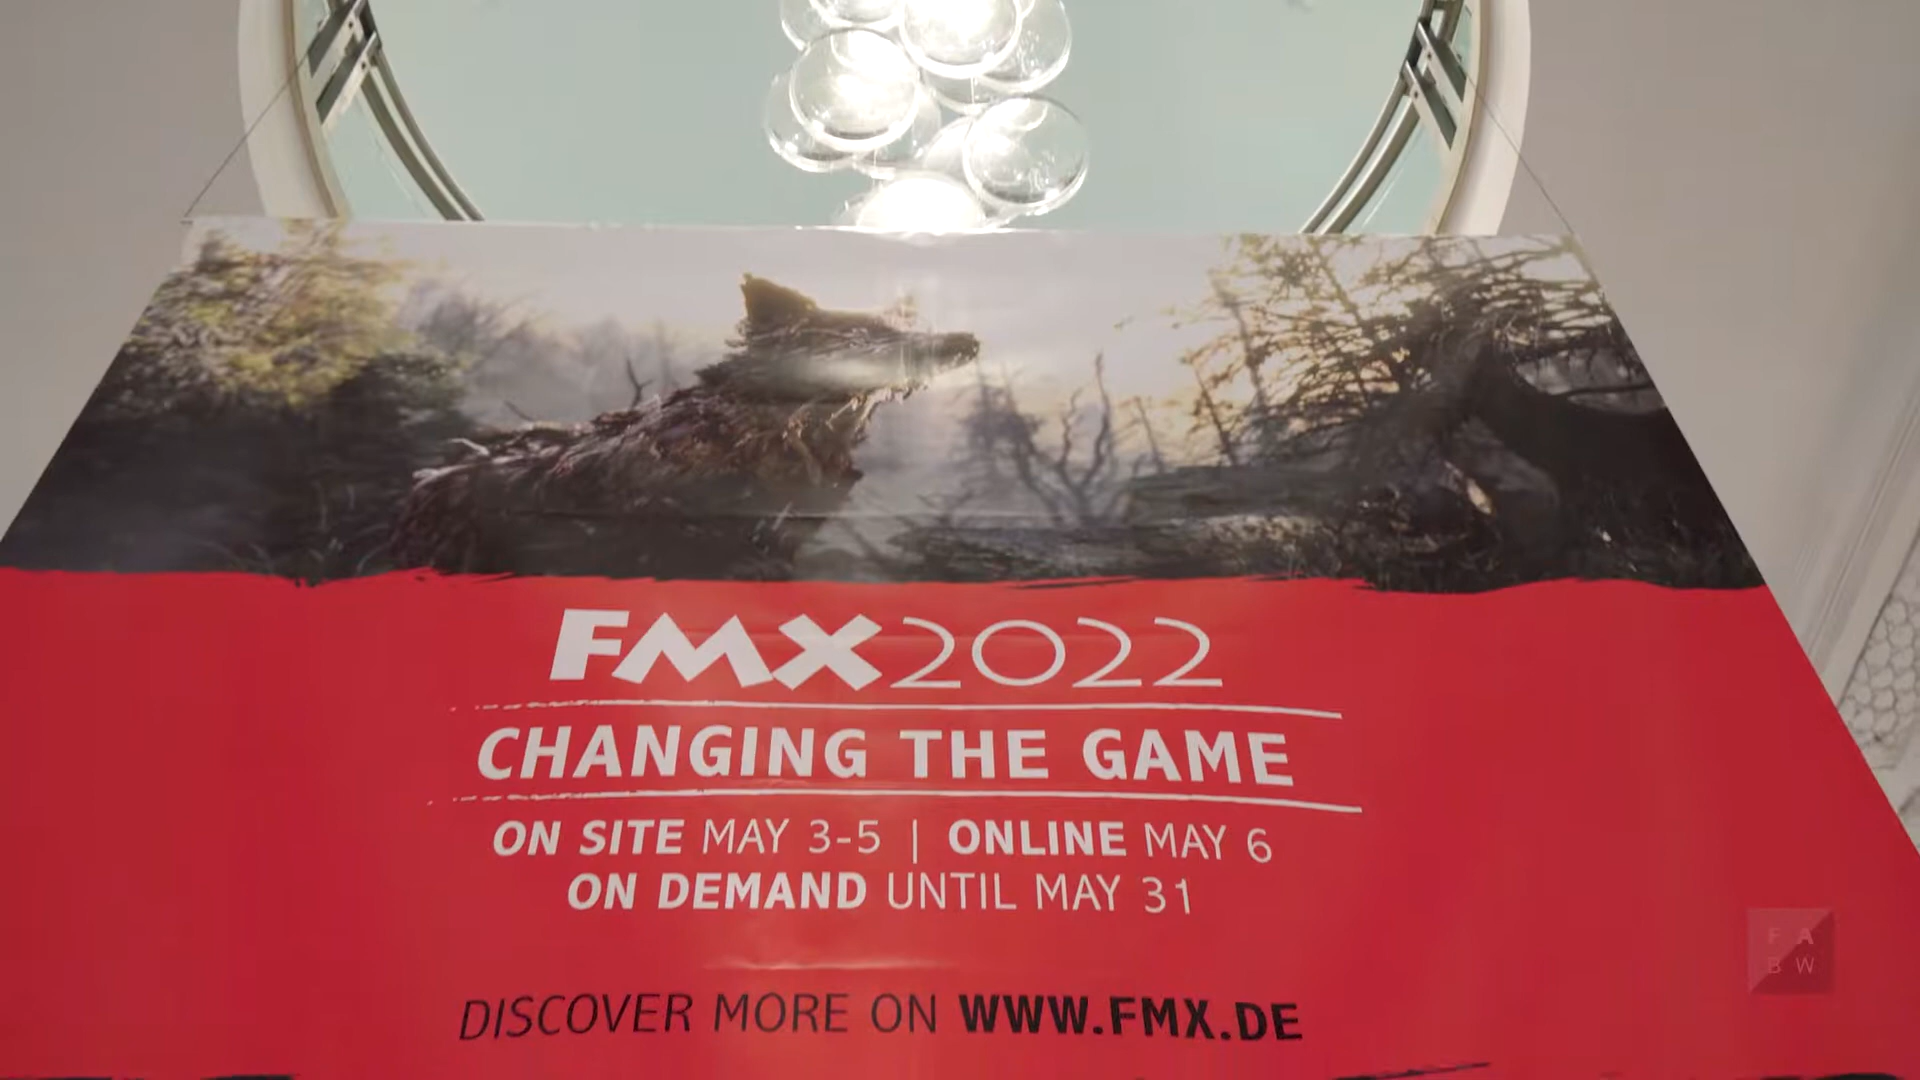 FMX2022
CHANGING THE GAME
ON SITE MAY 3-5 | ONLINE MAY 6
ON DEMAND UNTIL MAY 31
DISCOVER MORE ON WWW.FMX.DE
F A
B W